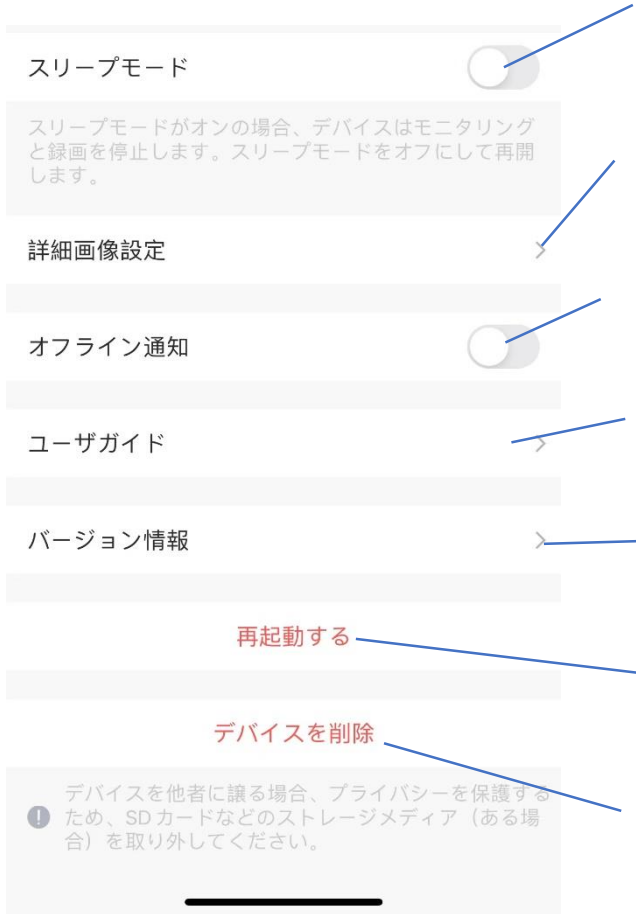 スリープモード
スリープモードがオンの場合、デバイスはモニタリング
と録画を停止します。スリープモードをオフにして再開
します。
詳細画像設定
オフライン通知
ユーザガイド
バージョン情報
再起動する
デバイスを削除
デバイスを他者に譲る場合、プライバシーを保護する
ため、SDカードなどのストレージメディア（ある場
合）を取り外してください。